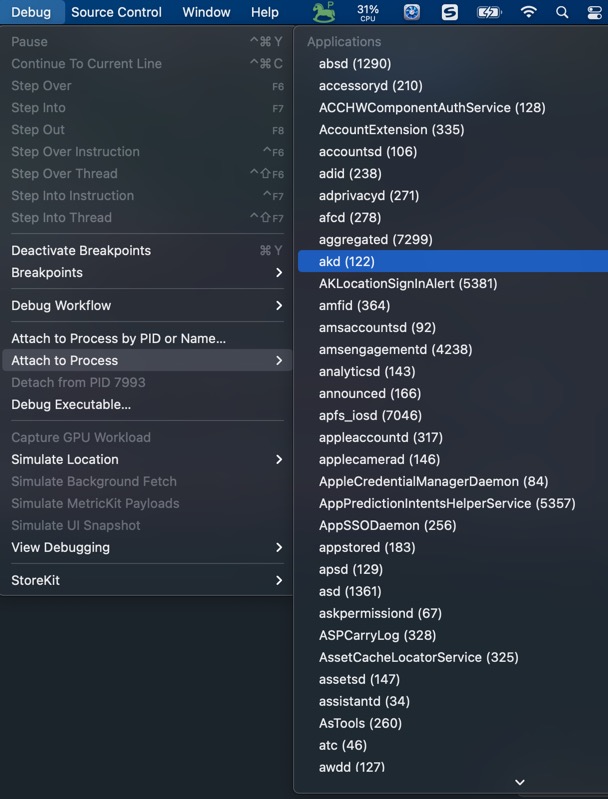 Debug Source Control Window Help 31% CPU S
Pause ^⌘Y
Continue To Current Line ^⌘C
Step Over F6
Step Into F7
Step Out F8
Step Over Instruction ^F6
Step Over Thread ^⇧F6
Step Into Instruction ^F7
Step Into Thread ^⇧F7
Deactivate Breakpoints ⌘Y
Breakpoints
Debug Workflow
Attach to Process by PID or Name...
Attach to Process
Detach from PID 7993
Debug Executable...
Capture GPU Workload
Simulate Location
Simulate Background Fetch
Simulate MetricKit Payloads
Simulate UI Snapshot
View Debugging
StoreKit
Applications
absd (1290)
accessoryd (210)
ACCHWComponentAuthService (128)
AccountExtension (335)
accountsd (106)
adid (238)
adprivacyd (271)
afcd (278)
aggregated (7299)
akd (122)
AKLocationSignInAlert (5381)
amfid (364)
amsaccountsd (92)
amsengagementd (4238)
analyticsd (143)
announced (166)
apfs_iosd (7046)
appleaccountd (317)
applecamerad (146)
AppleCredentialManagerDaemon (84)
AppPredictionIntentsHelperService (5357)
AppSSODaemon (256)
appstored (183)
apsd (129)
asd (1361)
askpermissiond (67)
ASPCarryLog (328)
AssetCacheLocatorService (325)
assetsd (147)
assistantd (34)
AsTools (260)
atc (46)
awdd (127)